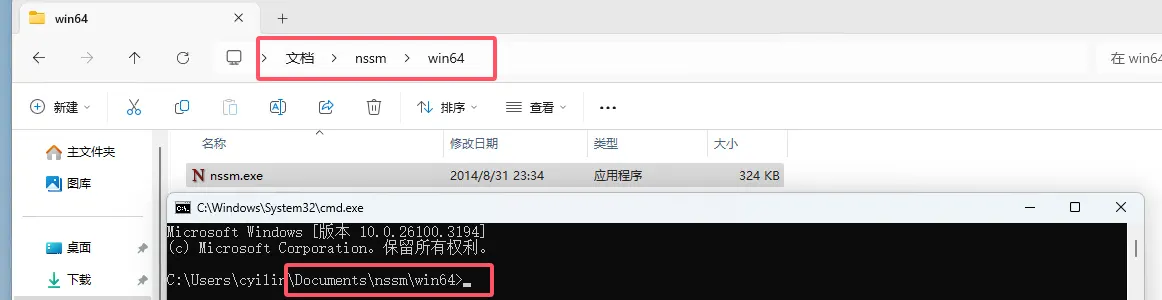 win64
文档 > nssm > win64
在 win64
新建
排序
查看
名称 修改日期 类型 大小
主文件夹
图库
nssm.exe 2014/8/31 23:34 应用程序 324 KB
桌面
下载
C:\Windows\System32\cmd.exe
Microsoft Windows [版本 10.0.26100.3194]
(c) Microsoft Corporation。保留所有权利。
C:\Users\cyilin\Documents\nssm\win64>